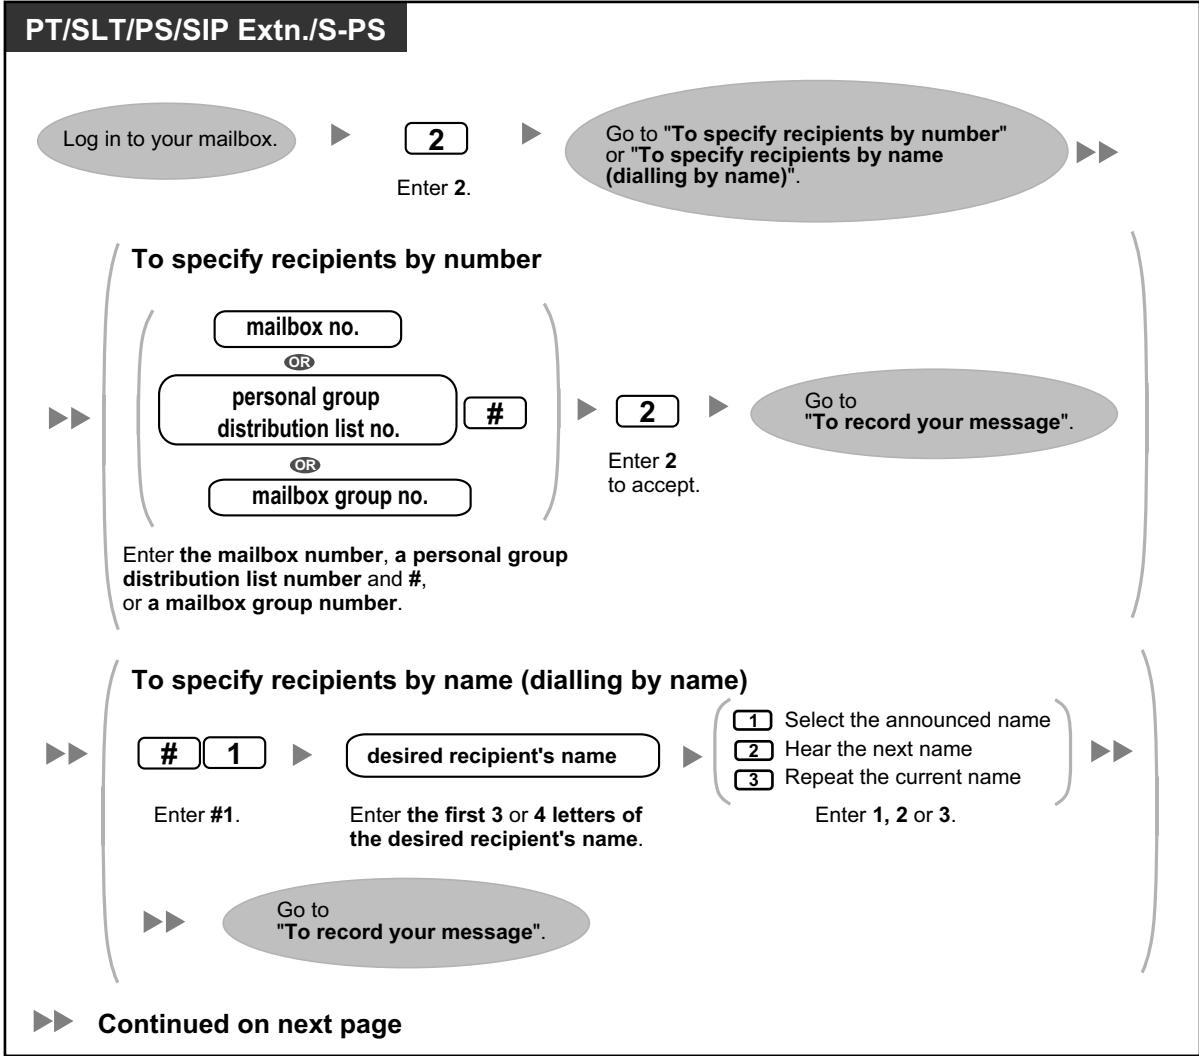 PT/SLT/PS/SIP Extn./S-PS
Log in to your mailbox.
2
Enter 2.
Go to "To specify recipients by number"
or "To specify recipients by name
(dialling by name)".
To specify recipients by number
mailbox no.
OR
personal group
distribution list no.
#
OR
mailbox group no.
Enter the mailbox number, a personal group
distribution list number and #,
or a mailbox group number.
2
Enter 2
to accept.
Go to
"To record your message".
To specify recipients by name (dialling by name)
# 1
Enter #1.
desired recipient's name
Enter the first 3 or 4 letters of
the desired recipient's name.
1 Select the announced name
2 Hear the next name
3 Repeat the current name
Enter 1, 2 or 3.
Go to
"To record your message".
Continued on next page